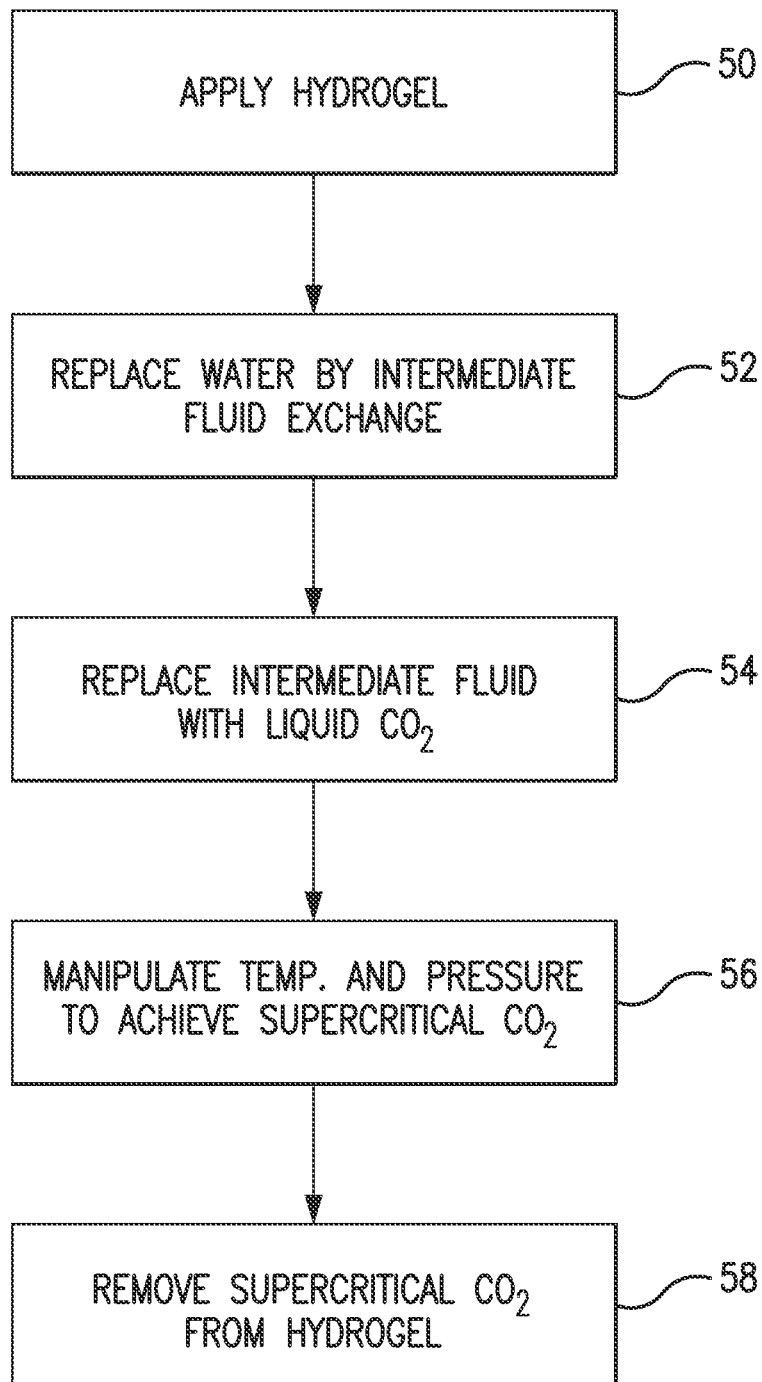 APPLY HYDROGEL
50
REPLACE WATER BY INTERMEDIATE
FLUID EXCHANGE
52
REPLACE INTERMEDIATE FLUID
WITH LIQUID CO2
54
MANIPULATE TEMP. AND PRESSURE
TO ACHIEVE SUPERCRITICAL CO2
56
REMOVE SUPERCRITICAL CO2
FROM HYDROGEL
58